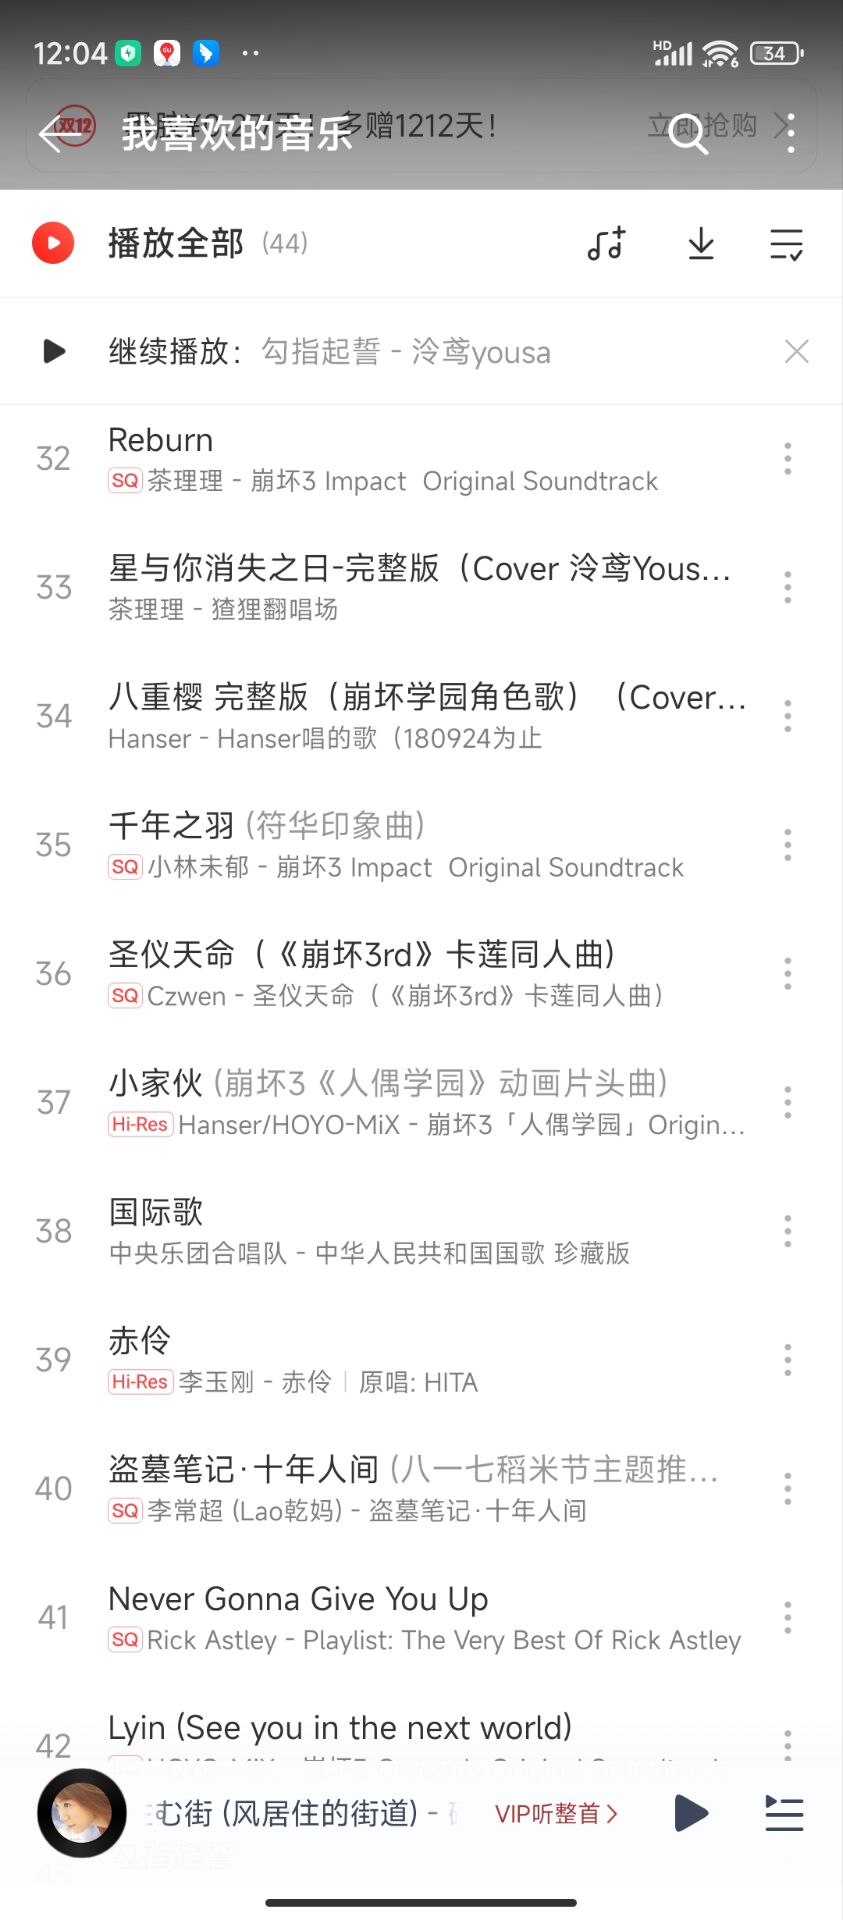 12:04
HD 6 34
双12
多赠1212天！
立即抢购
我喜欢的音乐
播放全部 (44)
继续播放：勾指起誓 - 泠鸢yousa
32
Reburn
SQ 茶理理 - 崩坏3 Impact Original Soundtrack
33
星与你消失之日-完整版（Cover 泠鸢Yous...
茶理理 - 猹狸翻唱场
34
八重樱 完整版（崩坏学园角色歌）（Cover...
Hanser - Hanser唱的歌（180924为止
35
千年之羽 (符华印象曲)
SQ 小林未郁 - 崩坏3 Impact Original Soundtrack
36
圣仪天命（《崩坏3rd》卡莲同人曲)
SQ Czwen - 圣仪天命（《崩坏3rd》卡莲同人曲）
37
小家伙 (崩坏3《人偶学园》动画片头曲)
Hi-Res Hanser/HOYO-MiX - 崩坏3「人偶学园」Origin...
38
国际歌
中央乐团合唱队 - 中华人民共和国国歌 珍藏版
39
赤伶
Hi-Res 李玉刚 - 赤伶 | 原唱: HITA
40
盗墓笔记·十年人间 (八一七稻米节主题推...
SQ 李常超 (Lao乾妈) - 盗墓笔记·十年人间
41
Never Gonna Give You Up
SQ Rick Astley - Playlist: The Very Best Of Rick Astley
42
Lyin (See you in the next world)
SQ HOYO-MiX - 崩坏3 Onwards Original Soundtrack
む街 (风居住的街道) -
VIP听整首
43
勾指起誓